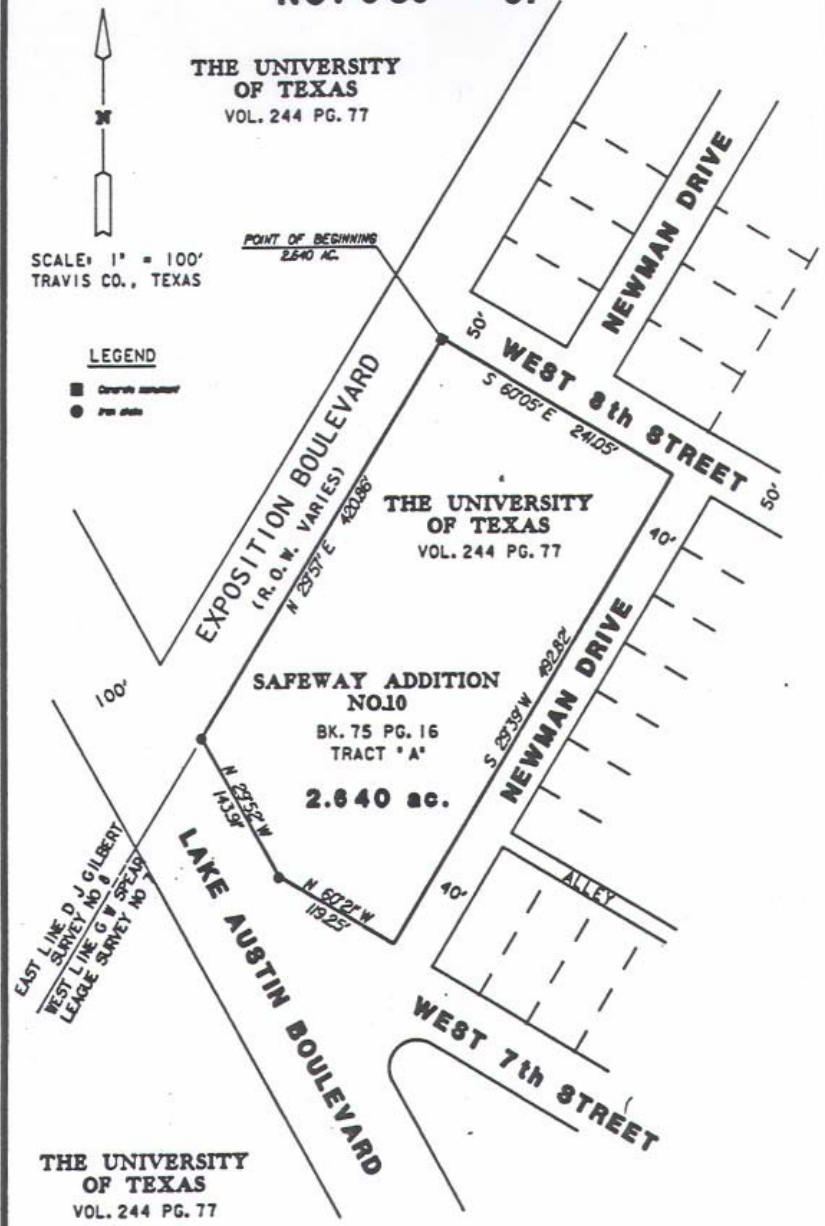 THE UNIVERSITY
OF TEXAS
VOL. 244 PG. 77
N
SCALE: 1" = 100'
TRAVIS CO., TEXAS
POINT OF BEGINNING
2.640 AC.
LEGEND
Concrete monument
Iron stake
NEWMAN DRIVE
50'
WEST 8th STREET
50'
S 60°05' E 241.05'
EXPOSITION BOULEVARD
(R.O.W. VARIES)
N 29°57' E 420.86'
THE UNIVERSITY
OF TEXAS
VOL. 244 PG. 77
40'
NEWMAN DRIVE
S 29°39' W 492.82'
100'
SAFEWAY ADDITION
NO.10
BK. 75 PG. 16
TRACT "A"
2.640 ac.
N 29°52' W
143.91'
N 60°21' W
119.25'
40'
ALLEY
EAST LINE D J GILBERT
SURVEY NO 8
WEST LINE G W SPEAR
LEAGUE SURVEY NO 7
LAKE AUSTIN BOULEVARD
WEST 7th STREET
THE UNIVERSITY
OF TEXAS
VOL. 244 PG. 77